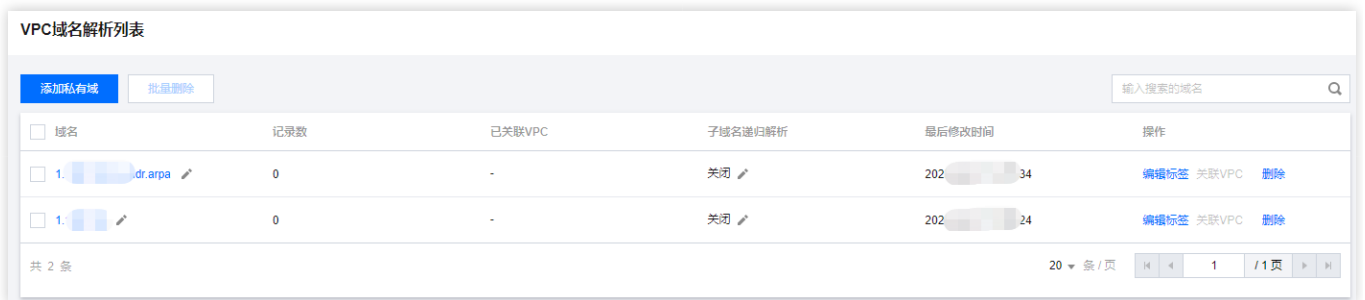 VPC域名解析列表
添加私有域 批量删除 输入搜索的域名
域名 记录数 已关联VPC 子域名递归解析 最后修改时间 操作
1. dr.arpa 0 - 关闭 202 34 编辑标签 关联VPC 删除
1. 0 - 关闭 202 24 编辑标签 关联VPC 删除
共 2 条 20 条/页 1 /1页